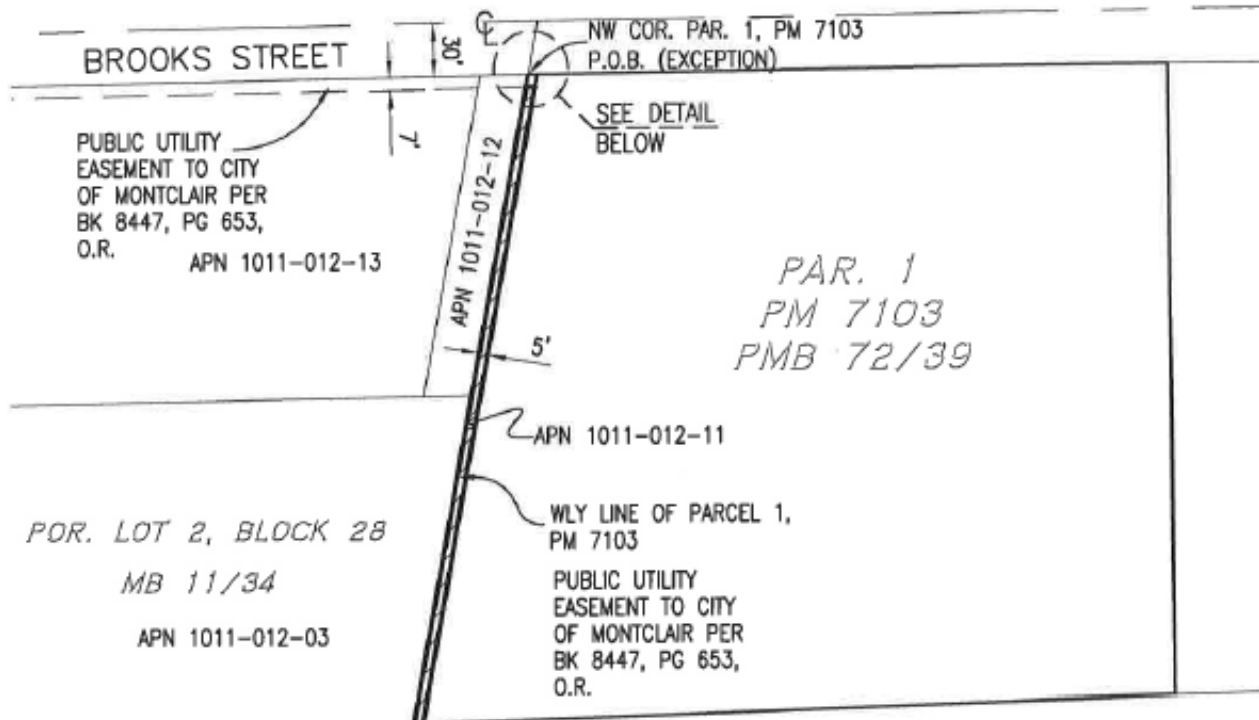 BROOKS STREET
30'
℄
NW COR. PAR. 1, PM 7103
P.O.B. (EXCEPTION)
SEE DETAIL
BELOW
7'
PUBLIC UTILITY
EASEMENT TO CITY
OF MONTCLAIR PER
BK 8447, PG 653,
O.R.
APN 1011-012-13
APN 1011-012-12
PAR. 1
PM 7103
PMB 72/39
5'
APN 1011-012-11
WLY LINE OF PARCEL 1,
PM 7103
POR. LOT 2, BLOCK 28
MB 11/34
APN 1011-012-03
PUBLIC UTILITY
EASEMENT TO CITY
OF MONTCLAIR PER
BK 8447, PG 653,
O.R.